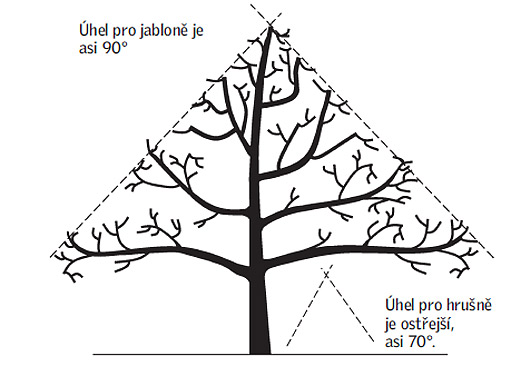 Úhel pro jabloně je
asi 90°
Úhel pro hrušně
je ostřejší,
asi 70°.